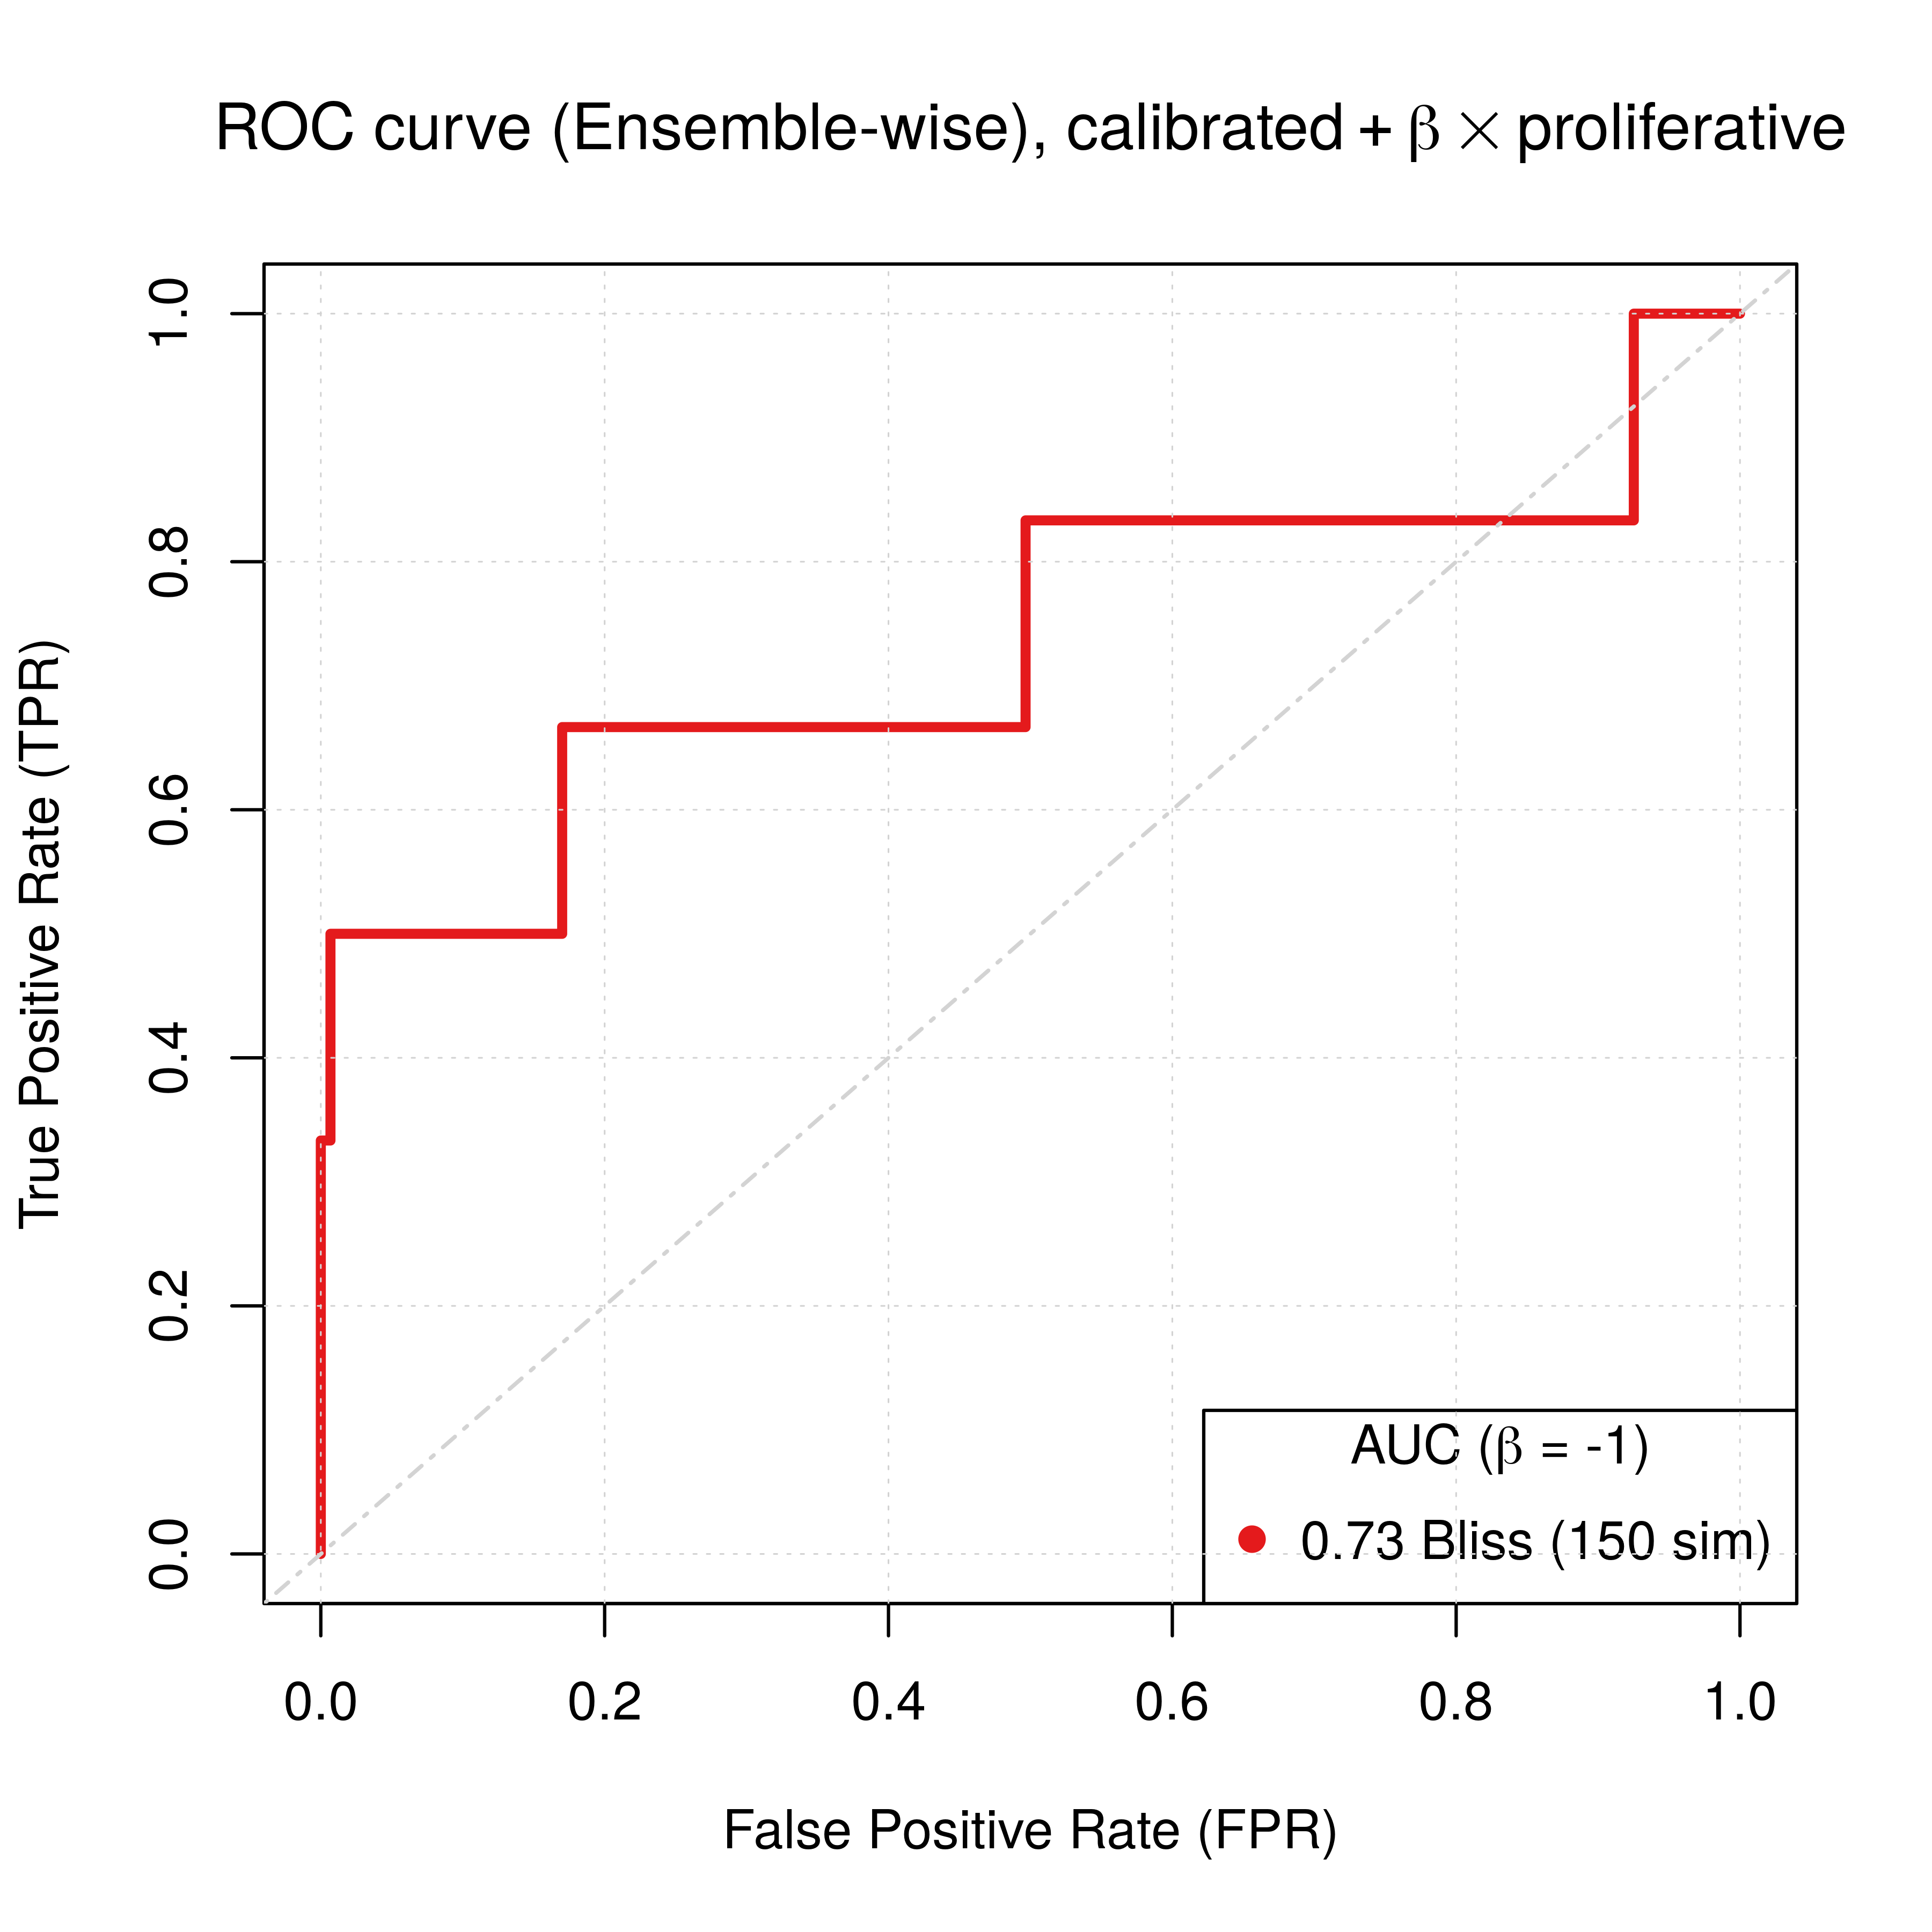 ROC curve (Ensemble-wise), calibrated + β × proliferative
True Positive Rate (TPR)
1.0
0.8
0.6
0.4
0.2
0.0
AUC (β = -1)
0.73 Bliss (150 sim)
0.0 0.2 0.4 0.6 0.8 1.0
False Positive Rate (FPR)